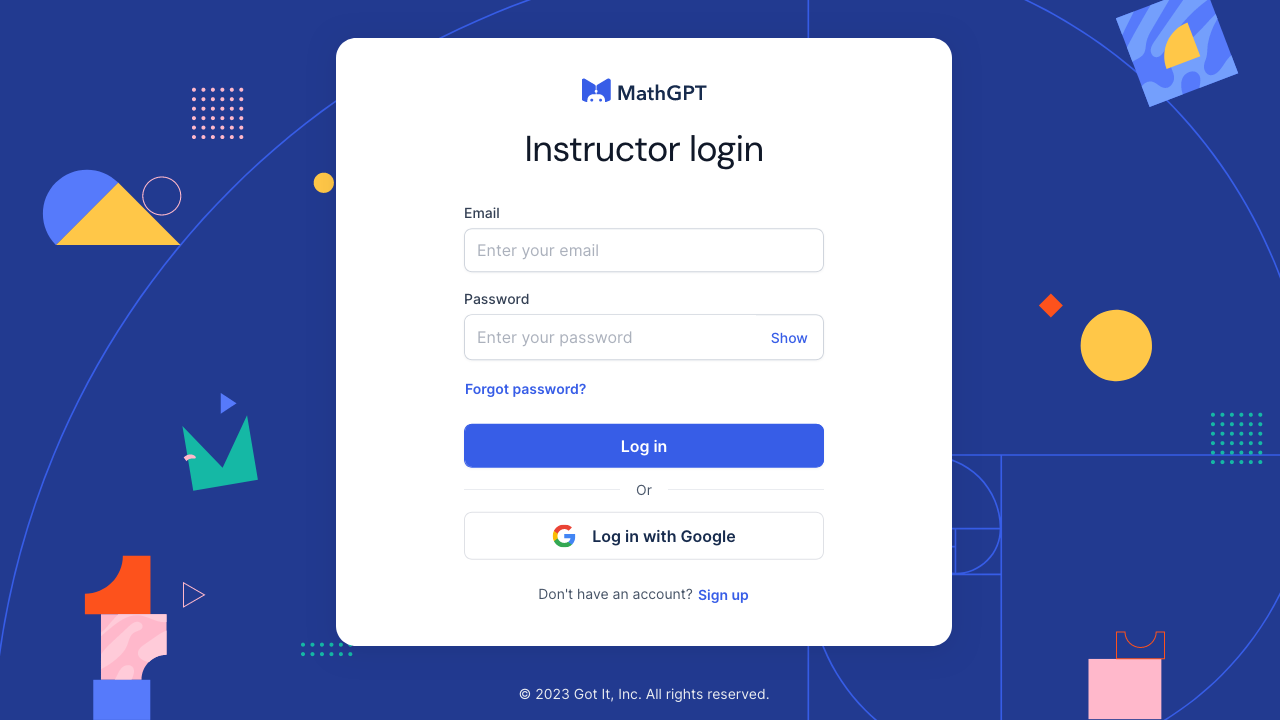 MathGPT
Instructor login
Email
Enter your email
Password
Enter your password Show
Forgot password?
Log in
Or
Log in with Google
Don't have an account? Sign up
© 2023 Got It, Inc. All rights reserved.